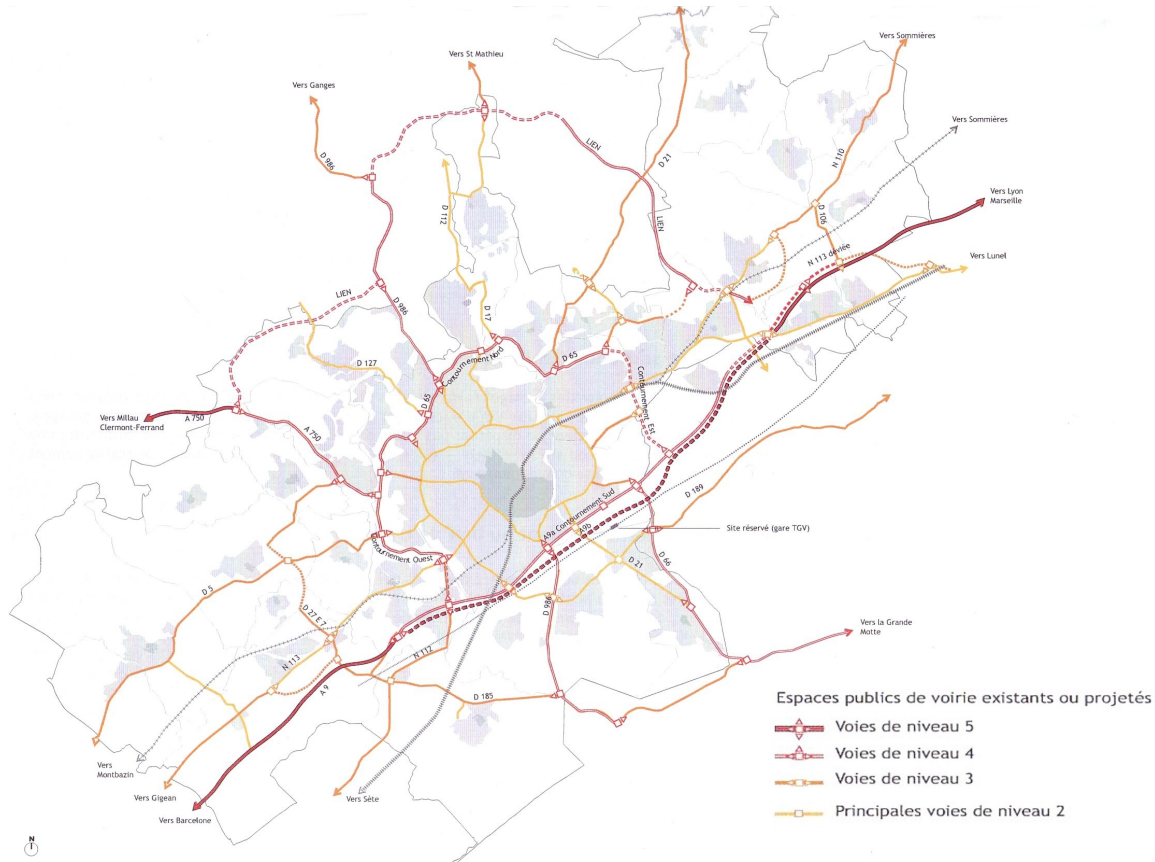 Vers Sommières
Vers St Mathieu
Vers Ganges
Vers Sommières
D 986
D 21
N 110
LIEN
Vers Lyon
Marseille
D 112
LIEN
D 106
N 113 déviée
Vers Lunel
LIEN
D 986
D 17
Contournement Nord
D 65
D 127
Contournement Est
D 65
Vers Millau
Clermont-Ferrand
A 750
A 750
D 189
A9a Contournement Sud
A9b
Site réservé (gare TGV)
Contournement Ouest
D 66
D 21
D 5
D 986
D 27 E 7
Vers la Grande
Motte
N 113
N 112
A 9
D 185
Vers
Montbazin
Vers Gigean
Vers Sète
Vers Barcelone
Espaces publics de voirie existants ou projetés
Voies de niveau 5
Voies de niveau 4
Voies de niveau 3
Principales voies de niveau 2
N